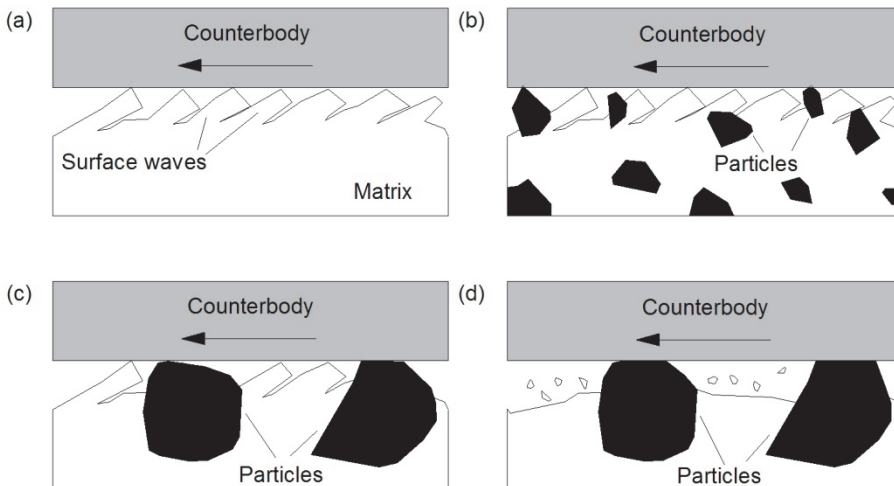 (a)
Counterbody
Surface waves
Matrix
(b)
Counterbody
Particles
(c)
Counterbody
Particles
(d)
Counterbody
Particles